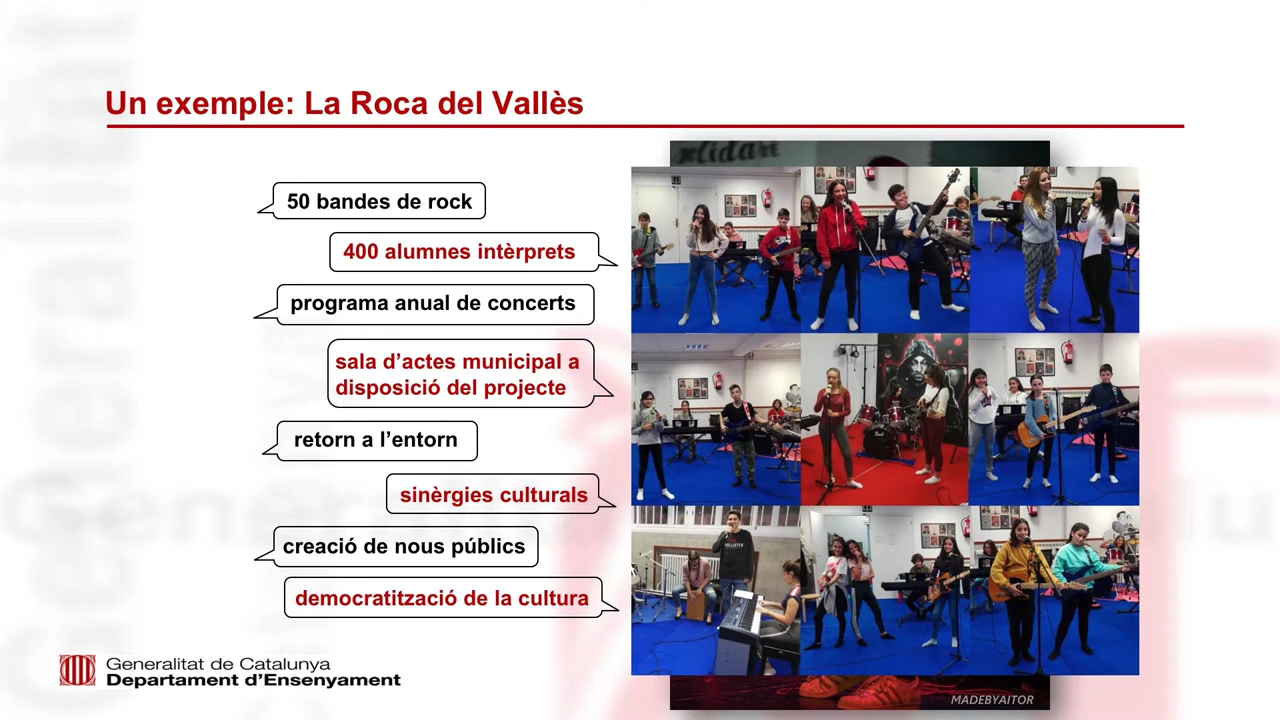 Un exemple: La Roca del Vallès
50 bandes de rock
400 alumnes intèrprets
programa anual de concerts
sala d’actes municipal a
disposició del projecte
retorn a l’entorn
sinèrgies culturals
creació de nous públics
democratització de la cultura
Generalitat de Catalunya
Departament d’Ensenyament
MADEBYAITOR